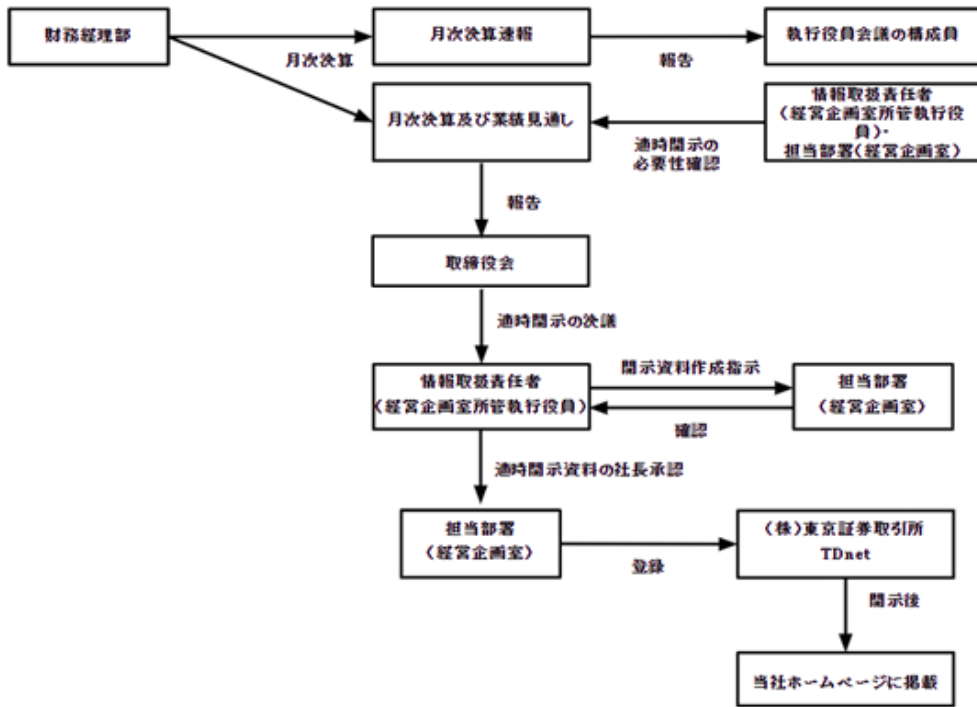 財務経理部
月次決算速報
執行役員会議の構成員
月次決算
報告
月次決算及び業績見通し
情報取扱責任者
(経営企画室所管執行役
員)・
担当部署(経営企画室)
適時開示の
必要性確認
報告
取締役会
適時開示の決議
情報取扱責任者
(経営企画室所管執行役員)
開示資料作成指示
担当部署
(経営企画室)
確認
適時開示資料の社長承認
担当部署
(経営企画室)
登録
(株)東京証券取引所
TDnet
開示後
当社ホームページに掲載